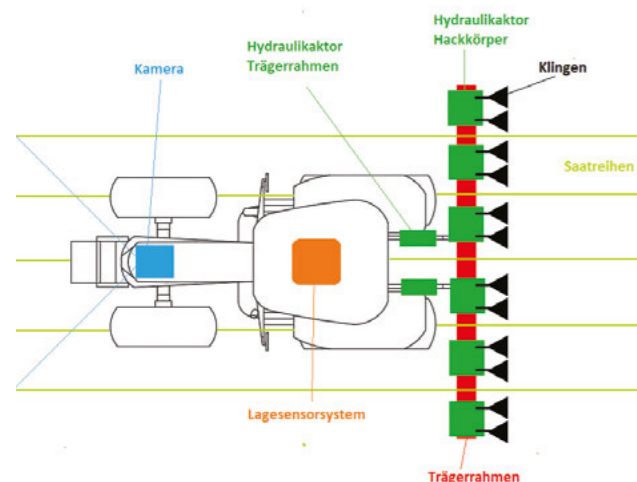 Hydraulikaktor
Hackkörper
Hydraulikaktor
Trägerrahmen
Kamera
Klingen
Saatreihen
Lagesensorsystem
Trägerrahmen